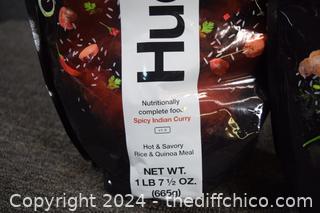 Hu
Nutritionally
complete food
Spicy Indian Curry
Hot & Savory
Rice & Quinoa Meal
NET WT.
1 LB 7 ½ OZ.
(665g)
Copyright ~ 2024 - thediffchico.com